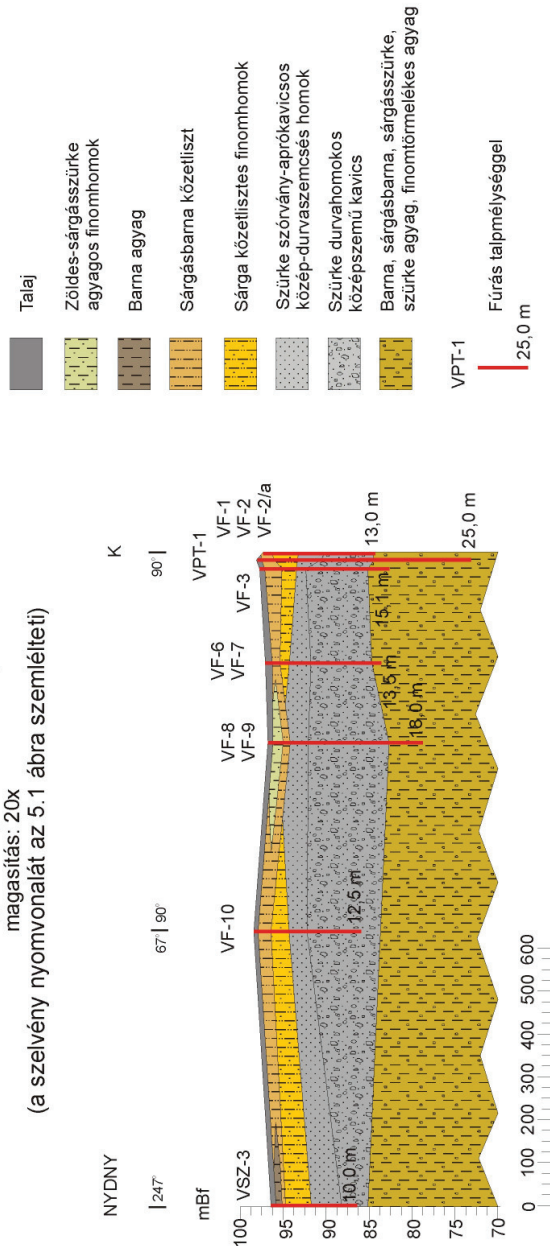 magasítás: 20x
(a szelvény nyomvonalát az 5.1 ábra szemlélteti)
NYDNY
K
247°
67° 90°
90°
mBf
VSZ-3
VF-10
VF-8
VF-9
VF-6
VF-7
VF-3
VPT-1
VF-1
VF-2
VF-2/a
100
95
90
85
80
75
70
10,0 m
12,5 m
18,0 m
13,5 m
15,1 m
13,0 m
25,0 m
0 100 200 300 400 500 600
Talaj
Zöldes-sárgásszürke
agyagos finomhomok
Barna agyag
Sárgásbarna kőzetliszt
Sárga kőzetlisztes finomhomok
Szürke szórvány-aprókavicsos
közép-durvaszemcsés homok
Szürke durvahomokos
középszemű kavics
Barna, sárgásbarna, sárgásszürke,
szürke agyag, finomtörmelékes agyag
VPT-1
Fúrás talpmélységgel
25,0 m